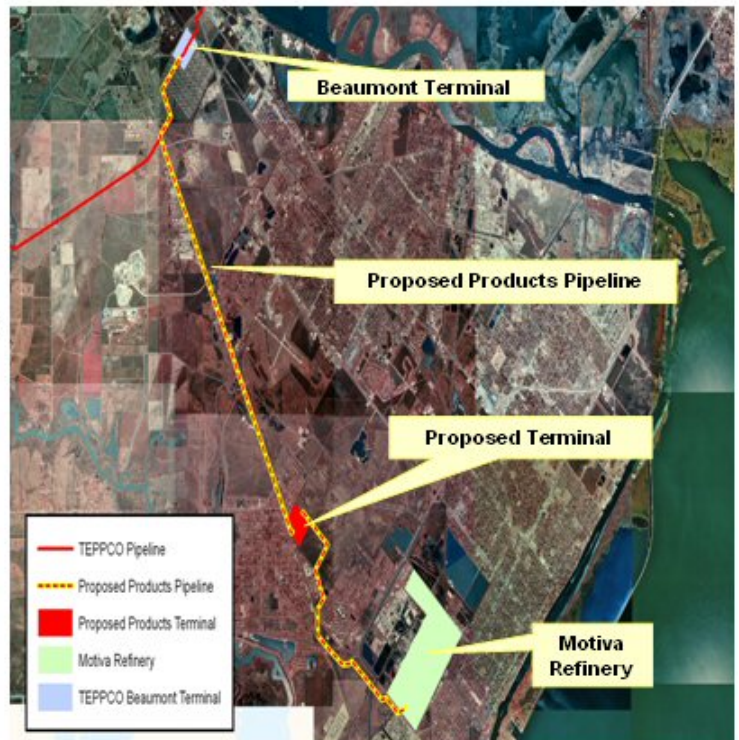 Beaumont Terminal
Proposed Products Pipeline
Proposed Terminal
TEPPCO Pipeline
Proposed Products Pipeline
Proposed Products Terminal
Motiva Refinery
TEPPCO Beaumont Terminal
Motiva
Refinery